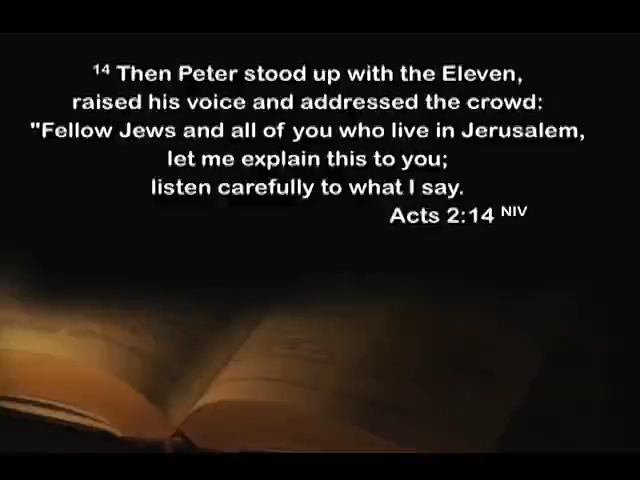 14 Then Peter stood up with the Eleven,
raised his voice and addressed the crowd:
"Fellow Jews and all of you who live in Jerusalem,
let me explain this to you;
listen carefully to what I say.
Acts 2:14 NIV